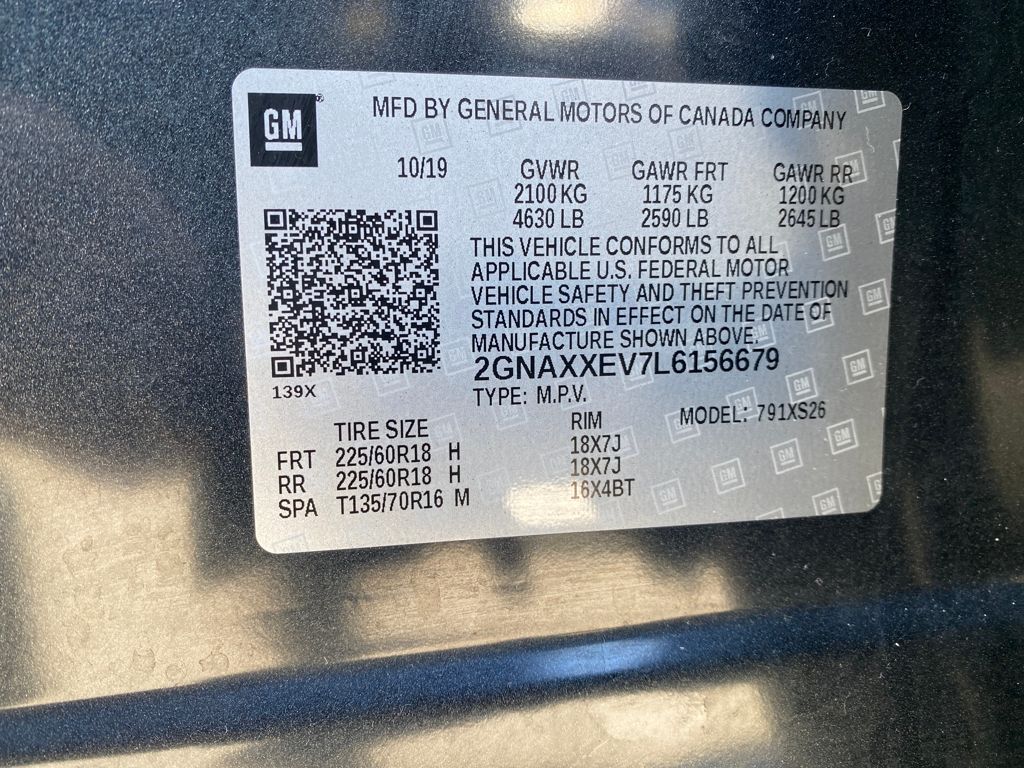 GM
MFD BY GENERAL MOTORS OF CANADA COMPANY
10/19 GVWR GAWR FRT GAWR RR
2100 KG 1175 KG 1200 KG
4630 LB 2590 LB 2645 LB
THIS VEHICLE CONFORMS TO ALL
APPLICABLE U.S. FEDERAL MOTOR
VEHICLE SAFETY AND THEFT PREVENTION
STANDARDS IN EFFECT ON THE DATE OF
MANUFACTURE SHOWN ABOVE.
2GNAXXEV7L6156679
139X
TYPE: M.P.V. MODEL: 791XS26
TIRE SIZE RIM
FRT 225/60R18 H 18X7J
RR 225/60R18 H 18X7J
SPA T135/70R16 M 16X4BT